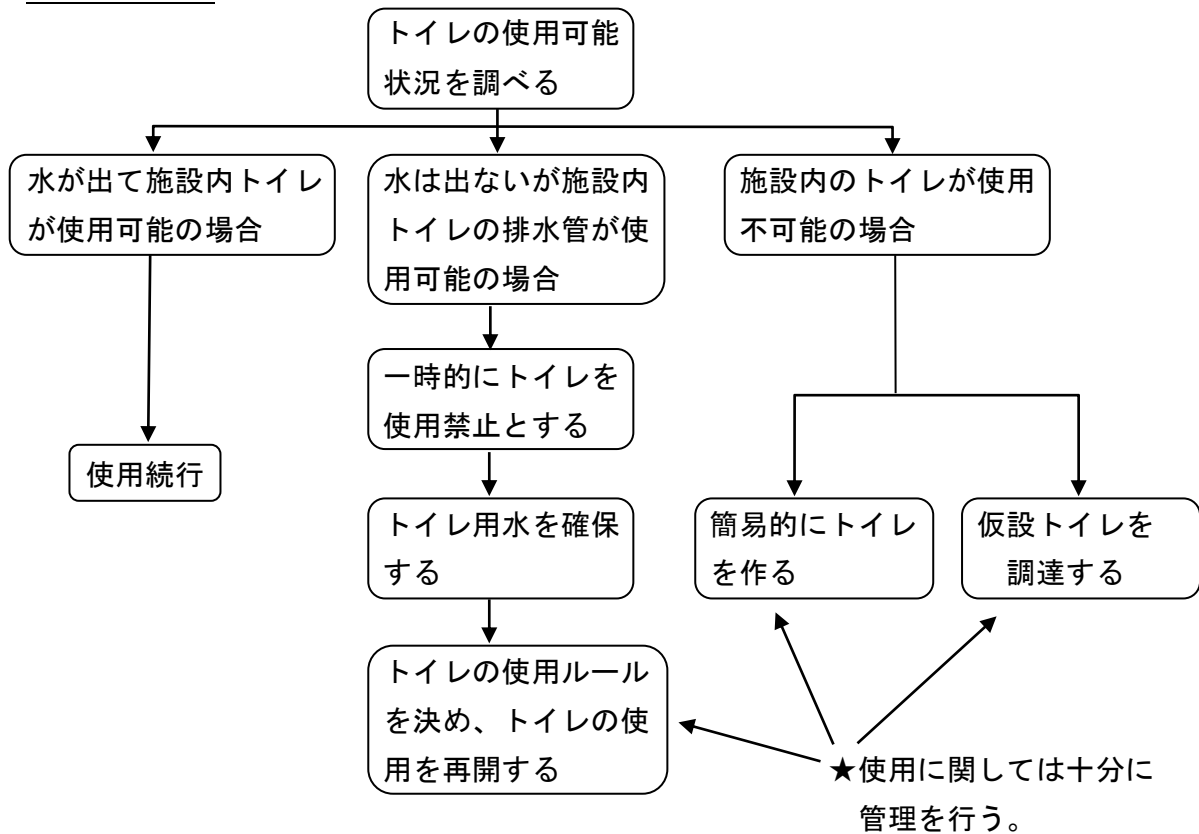 トイレの使用可能
状況を調べる
水が出て施設内トイレ
が使用可能の場合
水は出ないが施設内
トイレの排水管が使
用可能の場合
施設内のトイレが使用
不可能の場合
一時的にトイレを
使用禁止とする
使用続行
トイレ用水を確保
する
簡易的にトイレ
を作る
仮設トイレを
調達する
トイレの使用ルール
を決め、トイレの使
用を再開する
★使用に関しては十分に
管理を行う。